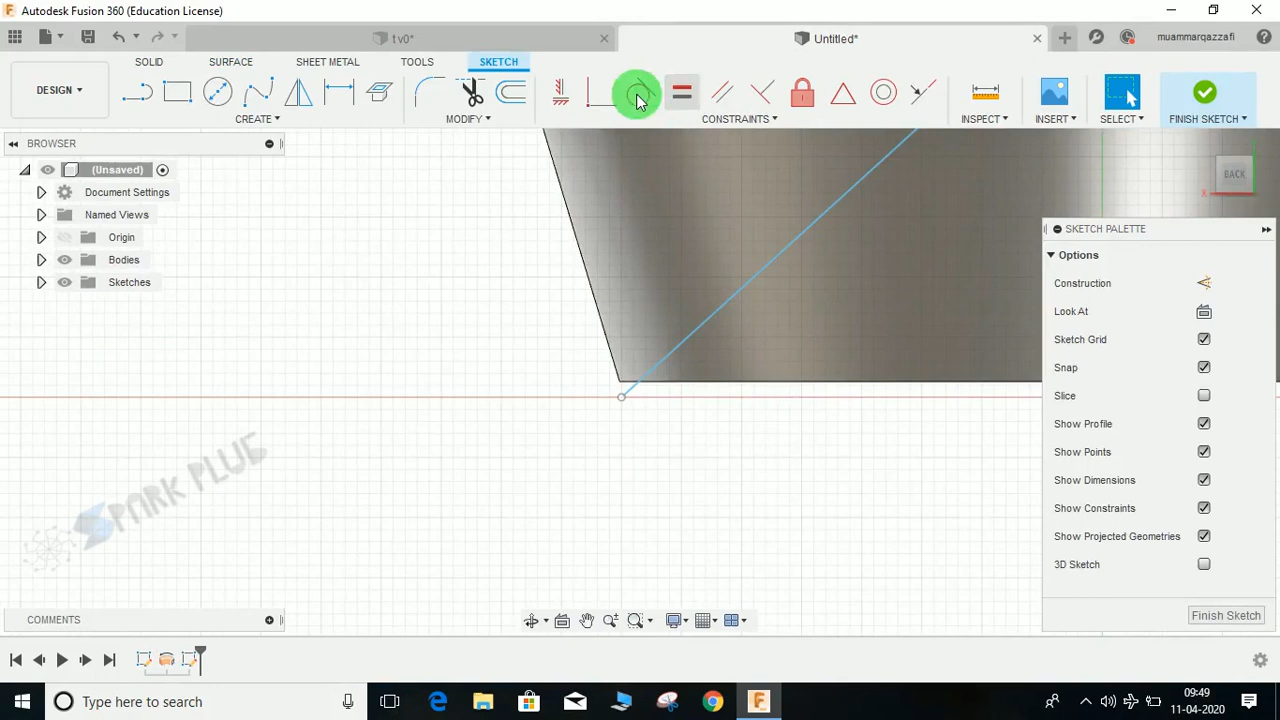 Autodesk Fusion 360 (Education License)
t v0*
Untitled*
muammarqazzafi
DESIGN
SOLID
SURFACE
SHEET METAL
TOOLS
SKETCH
CREATE
MODIFY
CONSTRAINTS
INSPECT
INSERT
SELECT
FINISH SKETCH
BROWSER
(Unsaved)
Document Settings
Named Views
Origin
Bodies
Sketches
BACK
X
SKETCH PALETTE
Options
Construction
Look At
Sketch Grid
Snap
Slice
Show Profile
Show Points
Show Dimensions
Show Constraints
Show Projected Geometries
3D Sketch
Finish Sketch
SPARK PLUG
COMMENTS
Type here to search
09:49
11-04-2020